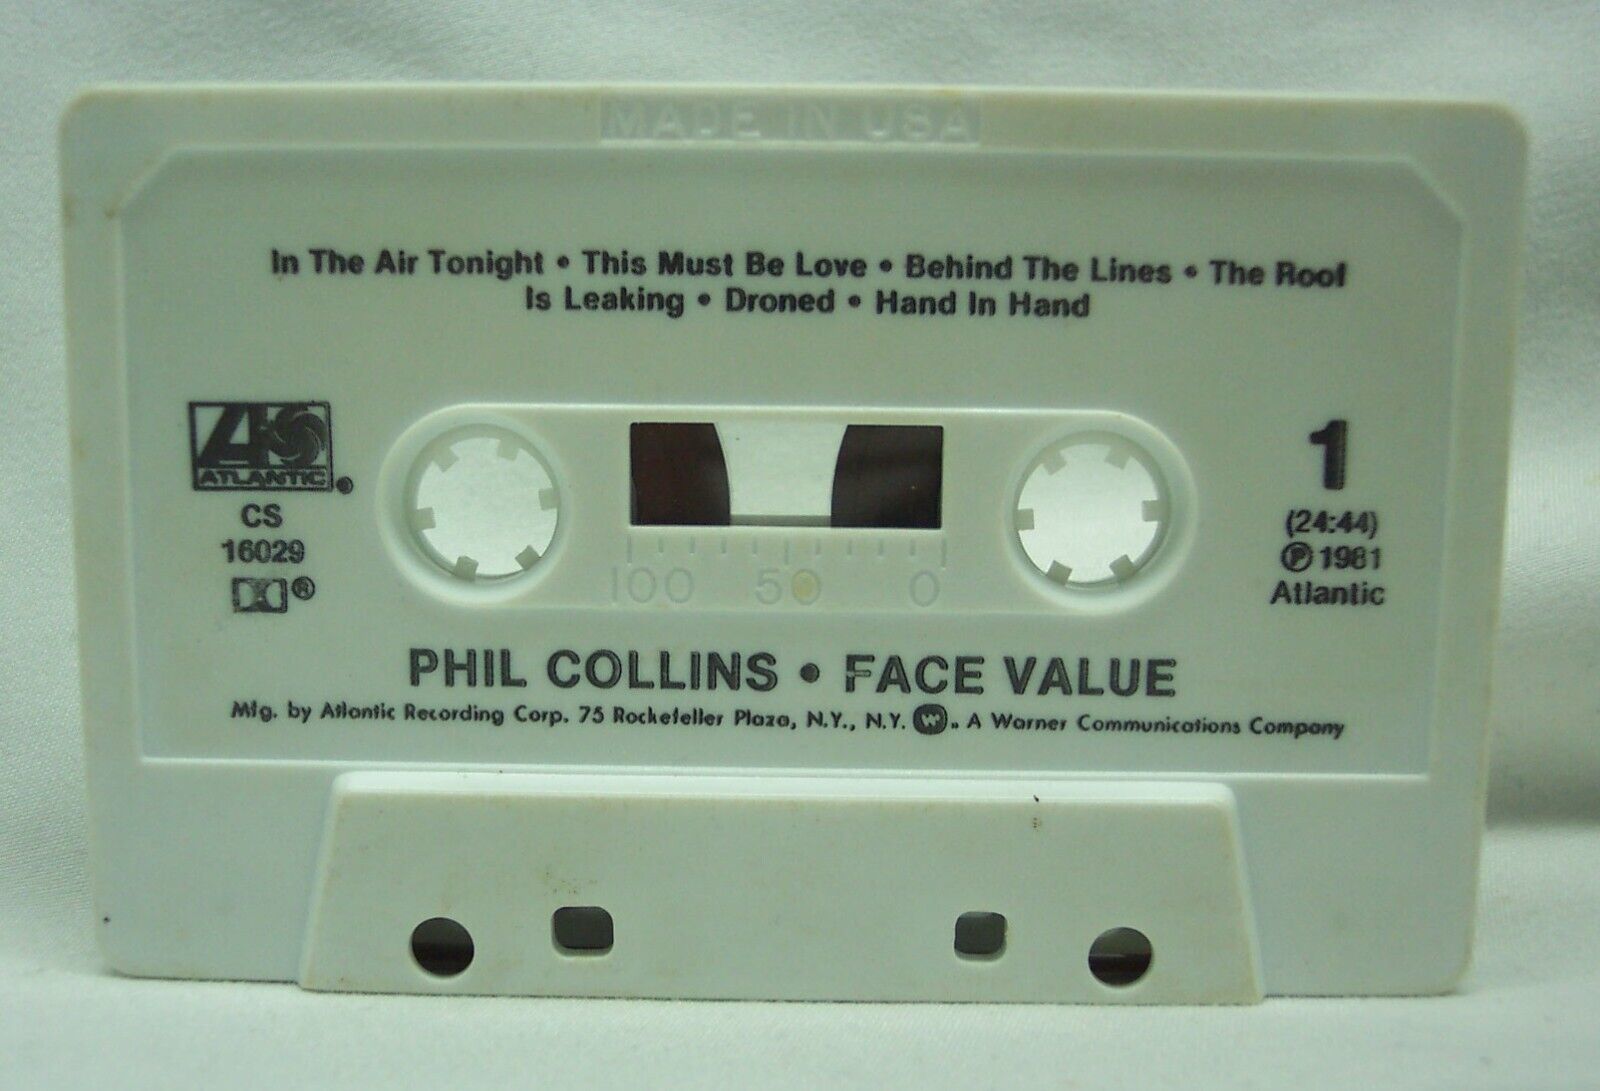 MADE IN USA
In The Air Tonight • This Must Be Love • Behind The Lines • The Roof
Is Leaking • Droned • Hand In Hand
ATLANTIC ®
CS
16029
®
1
(24:44)
℗ 1981
Atlantic
100 50 0
PHIL COLLINS • FACE VALUE
Mfg. by Atlantic Recording Corp. 75 Rockefeller Plaza, N.Y., N.Y. W. A Warner Communications Company